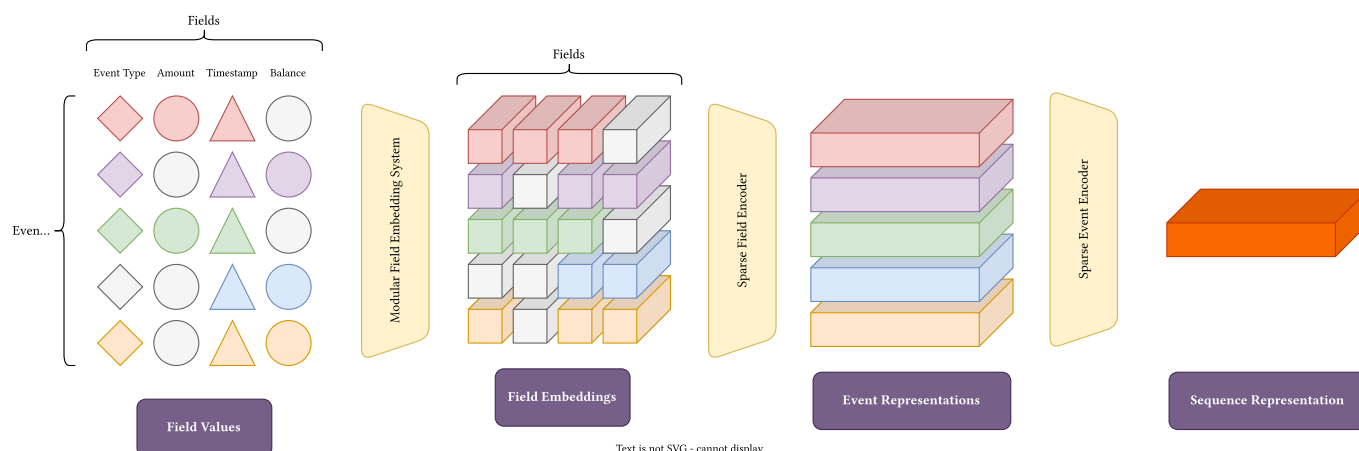 Fields
Fields
Event Type Amount Timestamp Balance
Even...
Modular Field Embedding System
Sparse Field Encoder
Sparse Event Encoder
Field Values
Field Embeddings
Event Representations
Sequence Representation
Text is not SVG - cannot display